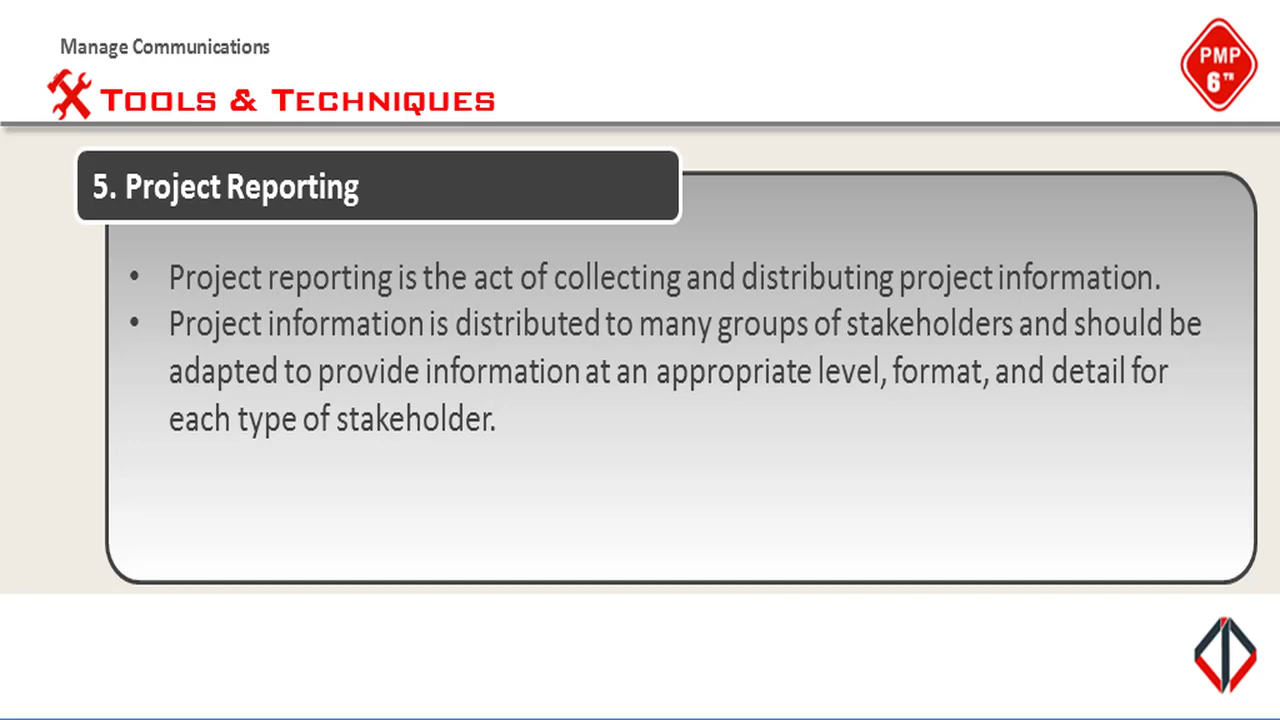 Manage Communications
TOOLS & TECHNIQUES
PMP
6TH
5. Project Reporting
• Project reporting is the act of collecting and distributing project information.
• Project information is distributed to many groups of stakeholders and should be
adapted to provide information at an appropriate level, format, and detail for
each type of stakeholder.